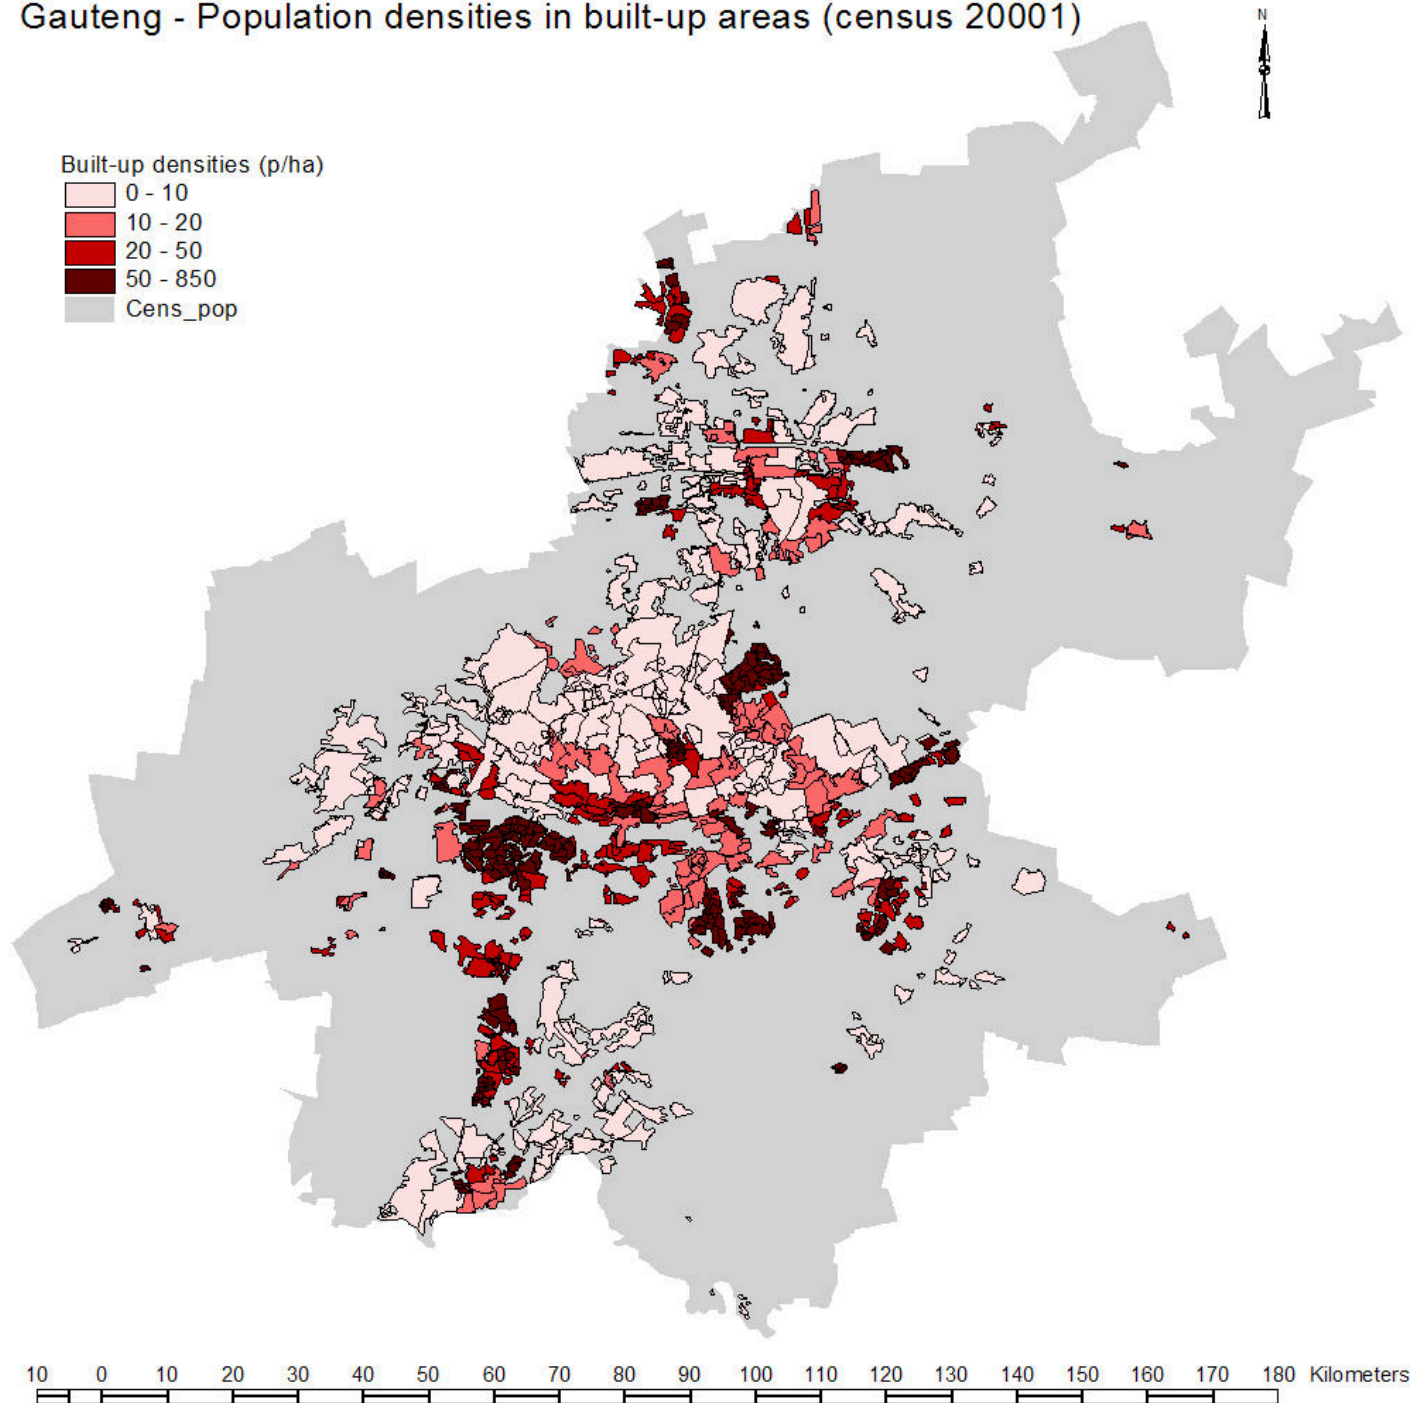 Gauteng - Population densities in built-up areas (census 20001)
N
Built-up densities (p/ha)
0 - 10
10 - 20
20 - 50
50 - 850
Cens_pop
10 0 10 20 30 40 50 60 70 80 90 100 110 120 130 140 150 160 170 180 Kilometers